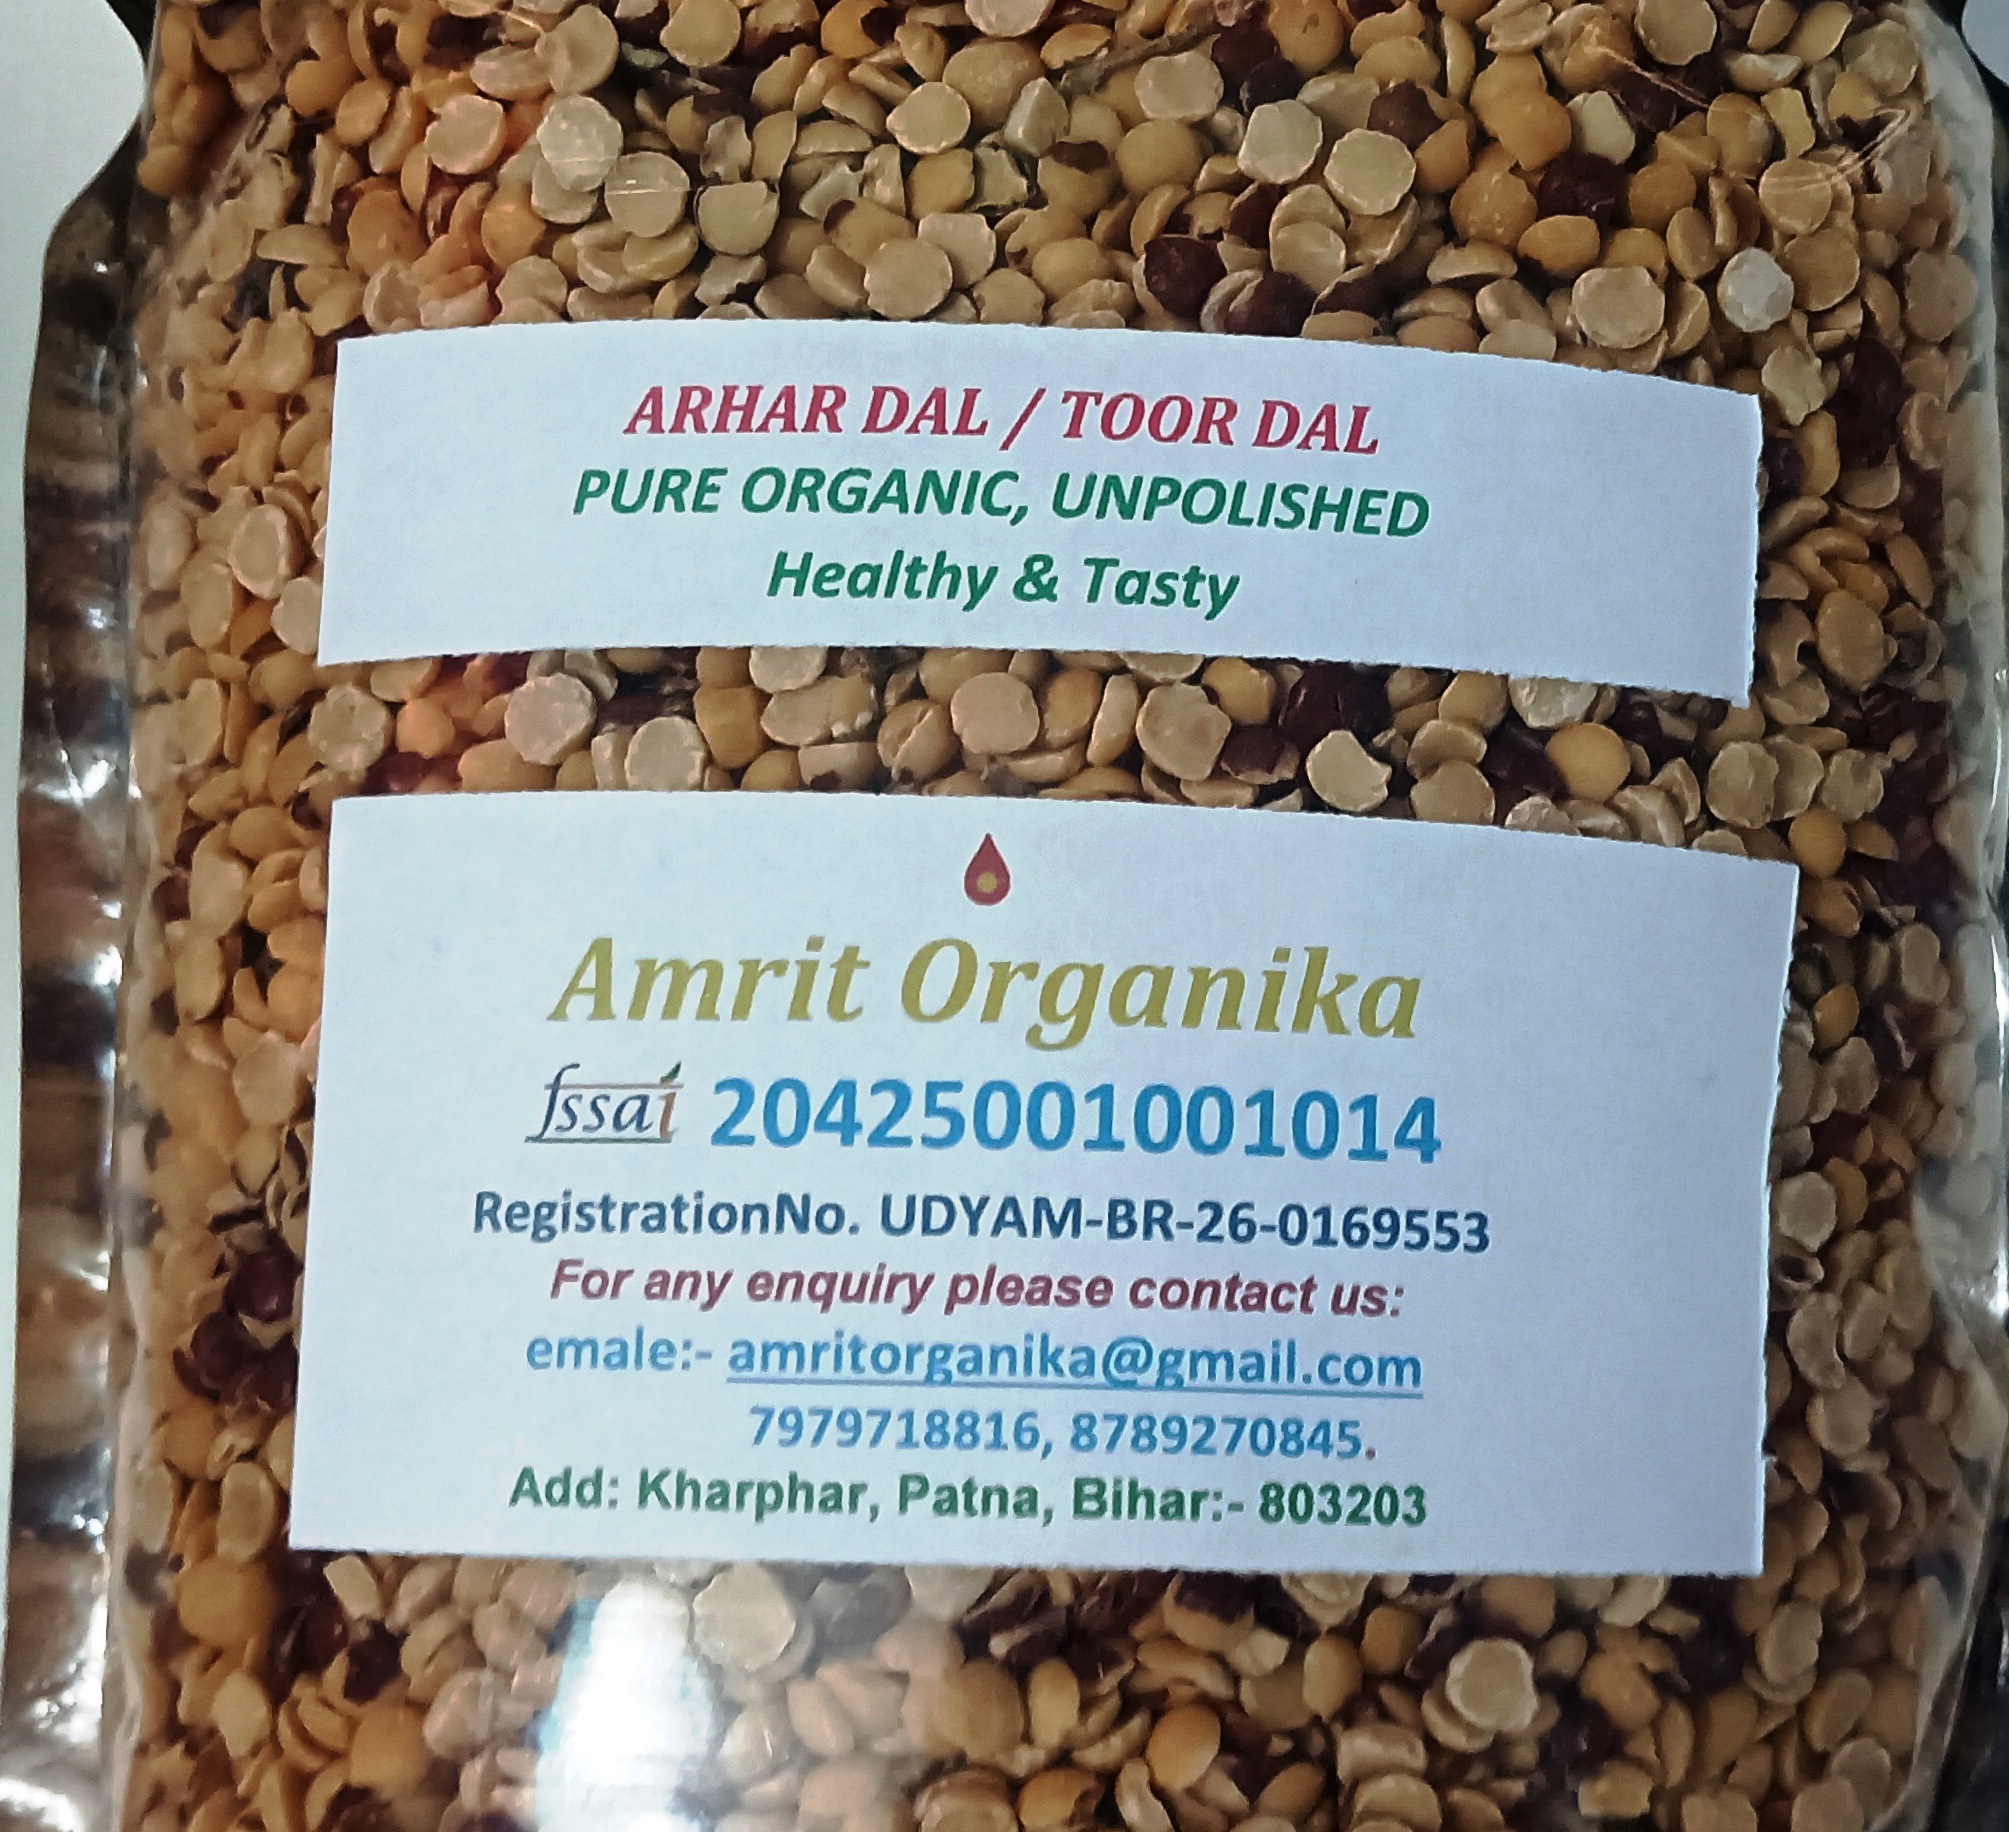 ARHAR DAL / TOOR DAL
PURE ORGANIC, UNPOLISHED
Healthy & Tasty
Amrit Organika
fssai 20425001001014
RegistrationNo. UDYAM-BR-26-0169553
For any enquiry please contact us:
emale:- amritorganika@gmail.com
7979718816, 8789270845.
Add: Kharphar, Patna, Bihar:- 803203